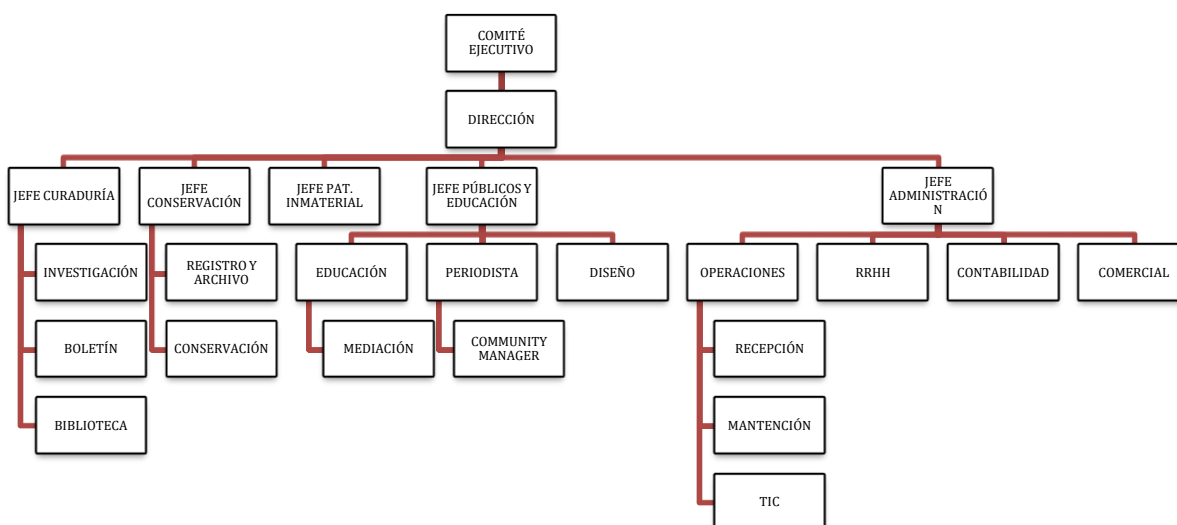 COMITÉ
EJECUTIVO
DIRECCIÓN
JEFE CURADURÍA
JEFE
CONSERVACIÓN
JEFE PAT.
INMATERIAL
JEFE PÚBLICOS Y
EDUCACIÓN
JEFE
ADMINISTRACIÓ
N
INVESTIGACIÓN
REGISTRO Y
ARCHIVO
EDUCACIÓN
PERIODISTA
DISEÑO
OPERACIONES
RRHH
CONTABILIDAD
COMERCIAL
BOLETÍN
CONSERVACIÓN
MEDIACIÓN
COMMUNITY
MANAGER
RECEPCIÓN
BIBLIOTECA
MANTENCIÓN
TIC